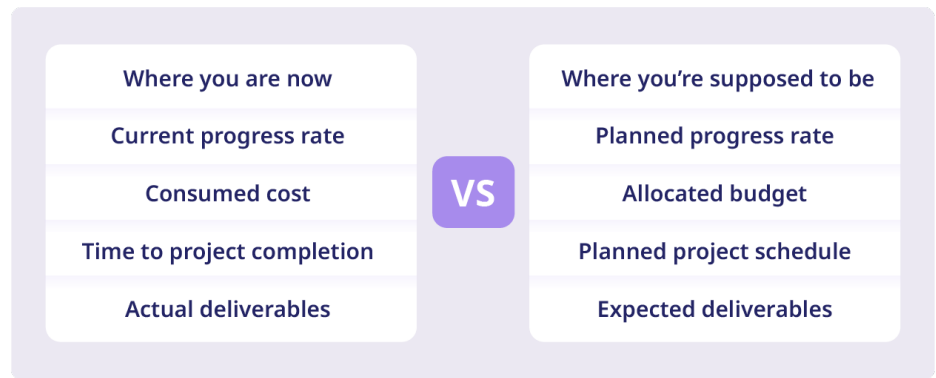 Where you are now
Current progress rate
Consumed cost
Time to project completion
Actual deliverables
VS
Where you’re supposed to be
Planned progress rate
Allocated budget
Planned project schedule
Expected deliverables